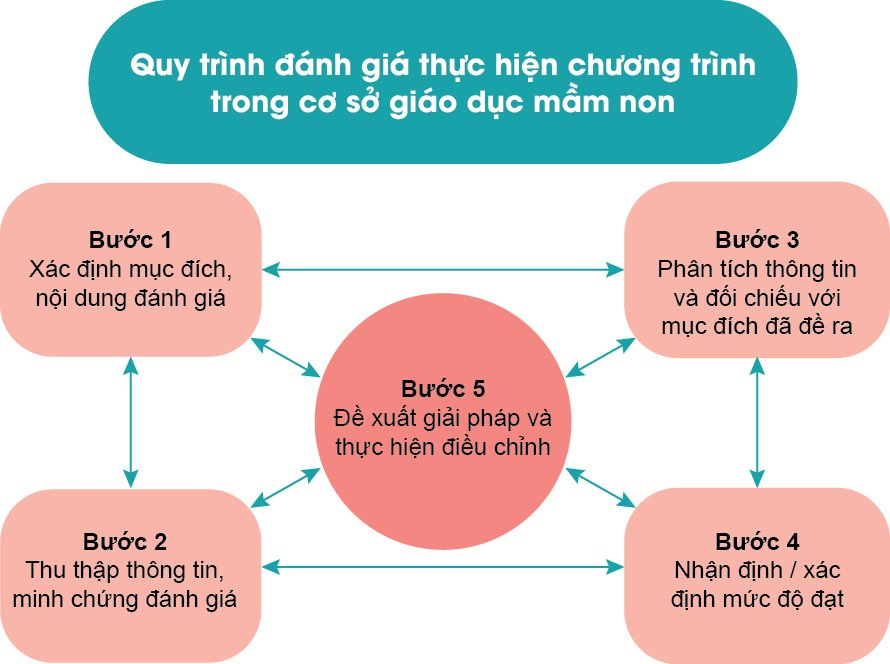 Quy trình đánh giá thực hiện chương trình
trong cơ sở giáo dục mầm non
Bước 1
Xác định mục đích,
nội dung đánh giá
Bước 3
Phân tích thông tin
và đối chiếu với
mục đích đã đề ra
Bước 5
Đề xuất giải pháp và
thực hiện điều chỉnh
Bước 2
Thu thập thông tin,
minh chứng đánh giá
Bước 4
Nhận định / xác
định mức độ đạt